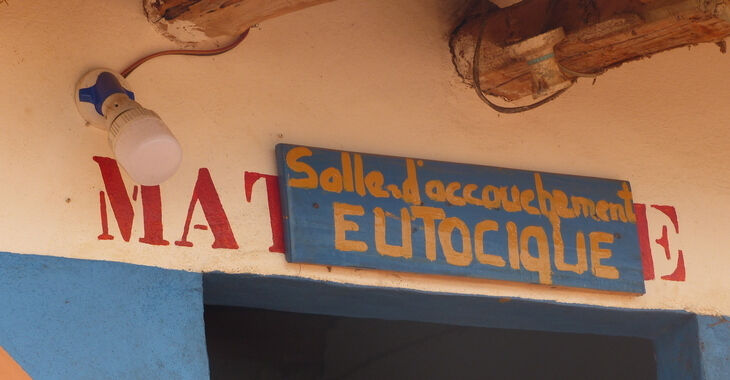 Salle d'accouchement
EUTOCIQUE
MAT E